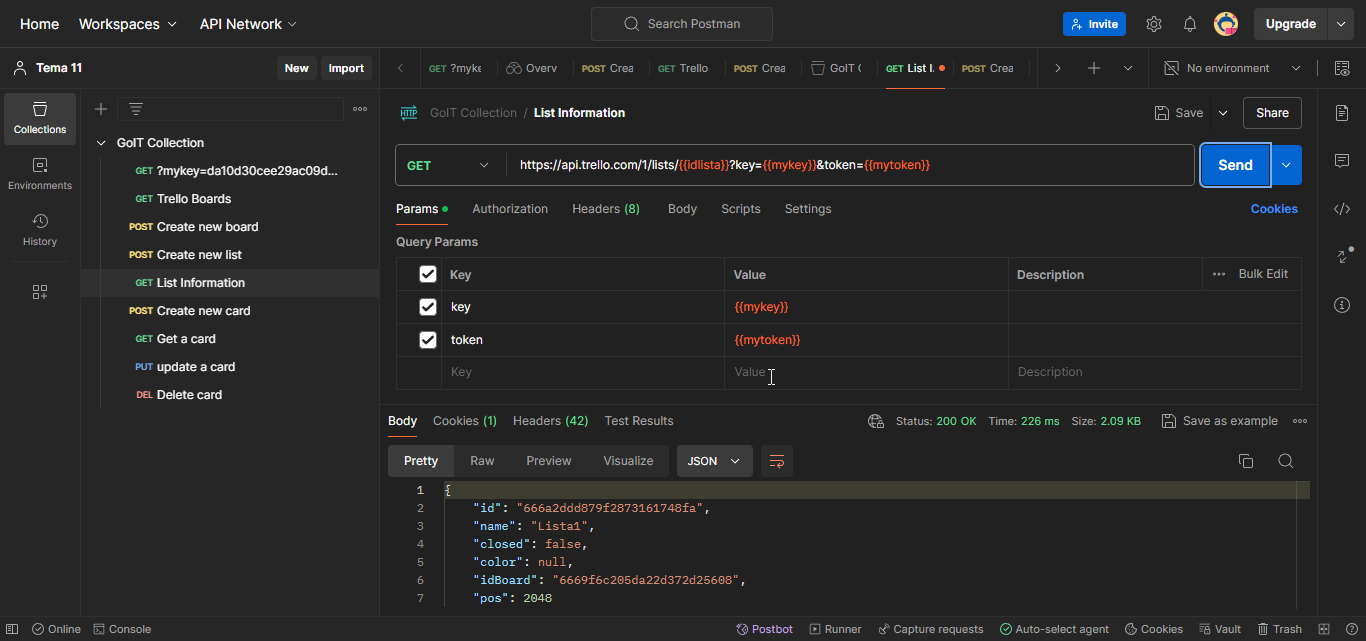 Home Workspaces API Network Search Postman Invite Upgrade
Tema 11 New Import GET ?myke Overv POST Crea GET Trello POST Crea GoIT C GET List I. POST Crea No environment
Collections
Environments
History
GoIT Collection
GET ?mykey=da10d30cee29ac09d...
GET Trello Boards
POST Create new board
POST Create new list
GET List Information
POST Create new card
GET Get a card
PUT update a card
DEL Delete card
HTTP GoIT Collection / List Information Save Share
GET https://api.trello.com/1/lists/{{idlista}}?key={{mykey}}&token={{mytoken}} Send
Params Authorization Headers (8) Body Scripts Settings Cookies
Query Params
Key Value Description ••• Bulk Edit
key {{mykey}}
token {{mytoken}}
Key Value Description
Body Cookies (1) Headers (42) Test Results Status: 200 OK Time: 226 ms Size: 2.09 KB Save as example
Pretty Raw Preview Visualize JSON
1 {
2 "id": "666a2ddd879f2873161748fa",
3 "name": "Lista1",
4 "closed": false,
5 "color": null,
6 "idBoard": "6669f6c205da22d372d25608",
7 "pos": 2048
Online Console Postbot Runner Capture requests Auto-select agent Cookies Vault Trash